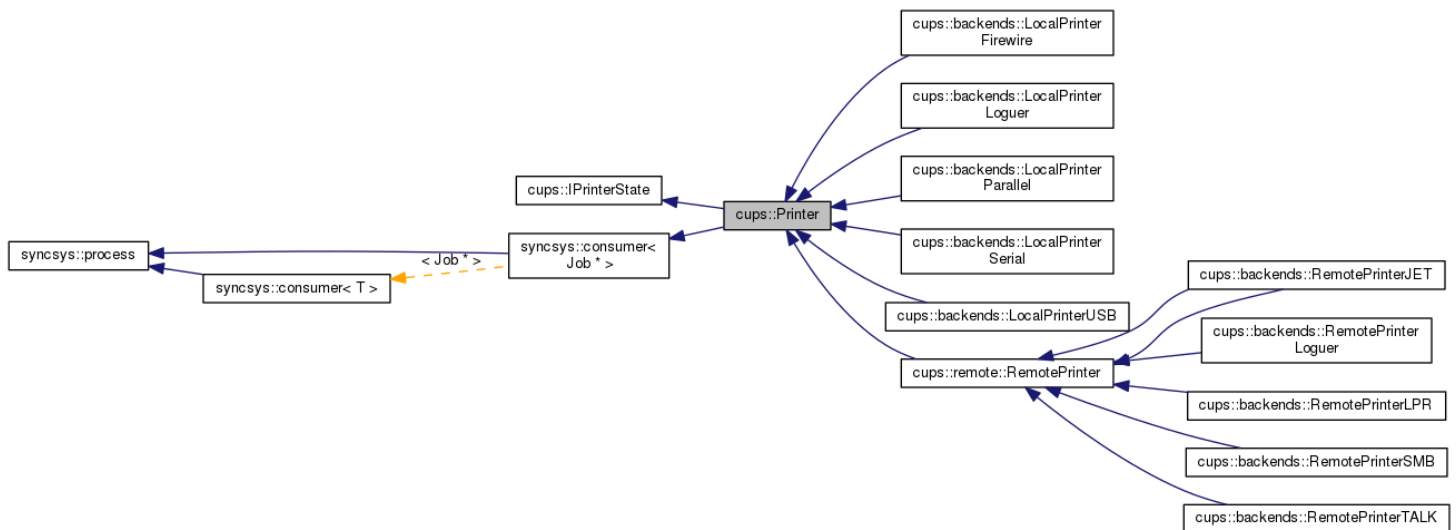 cups::backends::LocalPrinter
Firewire
cups::backends::LocalPrinter
Loguer
cups::backends::LocalPrinter
Parallel
cups::IPrinterState
cups::Printer
cups::backends::LocalPrinter
Serial
syncsys::process
syncsys::consumer<
Job * >
< Job * >
syncsys::consumer< T >
cups::backends::RemotePrinterJET
cups::backends::LocalPrinterUSB
cups::backends::RemotePrinter
Loguer
cups::remote::RemotePrinter
cups::backends::RemotePrinterLPR
cups::backends::RemotePrinterSMB
cups::backends::RemotePrinterTALK